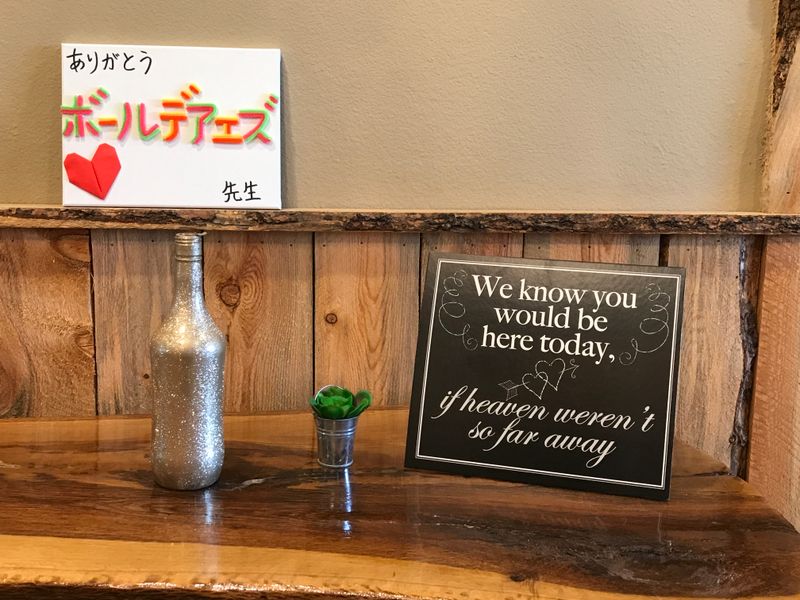 ありがとう
ボールデアェズ
先生
We know you
would be
here today,
if heaven weren't
so far away